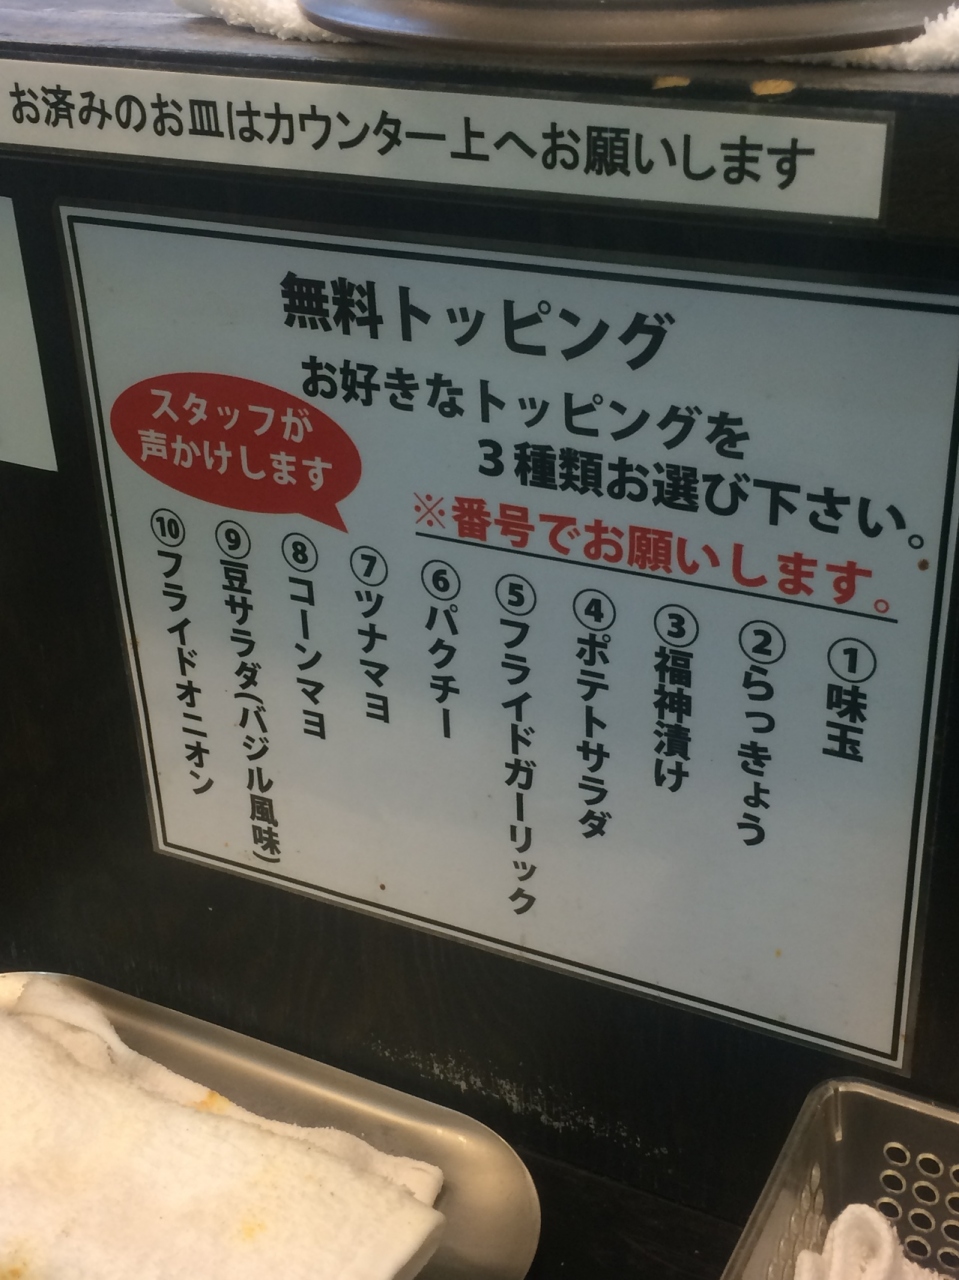 お済みのお皿はカウンター上へお願いします
無料トッピング
お好きなトッピングを
3種類お選び下さい。
※番号でお願いします。
スタッフが
声かけします
①味玉
②らっきょう
③福神漬け
④ポテトサラダ
⑤フライドガーリック
⑥パクチー
⑦ツナマヨ
⑧コーンマヨ
⑨豆サラダ(バジル風味)
⑩フライドオニオン